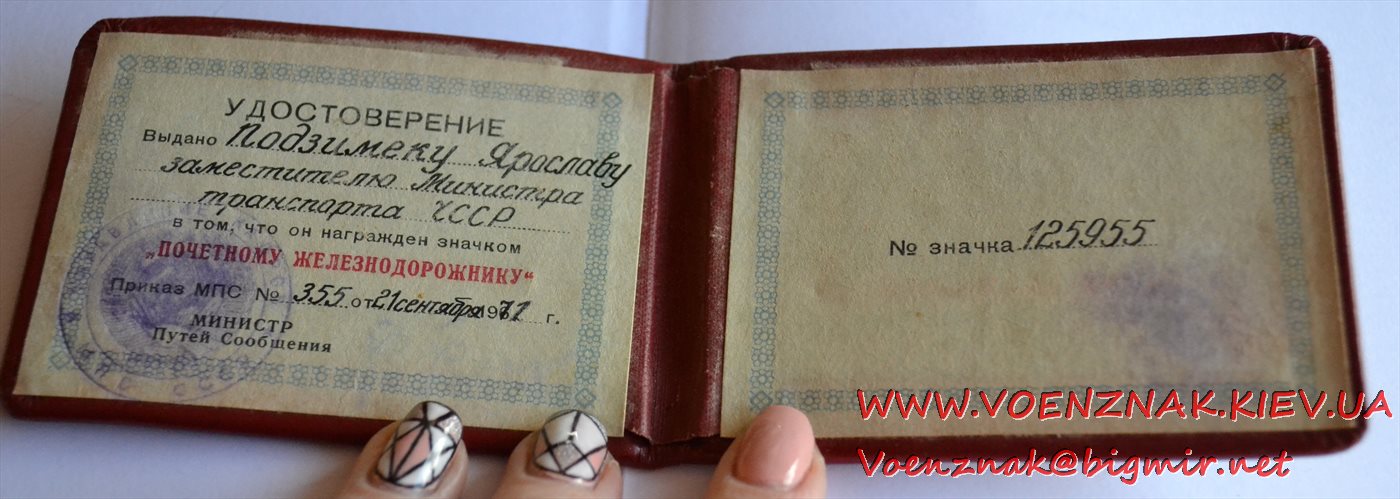 УДОСТОВЕРЕНИЕ
Выдано Подзимеку Ярославу
заместителю Министра
транспорта ЧССР
в том, что он награжден значком
„ПОЧЕТНОМУ ЖЕЛЕЗНОДОРОЖНИКУ“
Приказ МПС № 355 от 21 сентября 1971 г.
МИНИСТР
Путей Сообщения
№ значка 125955
WWW.VOENZNAK.KIEV.UA
Voenznak@bigmir.net